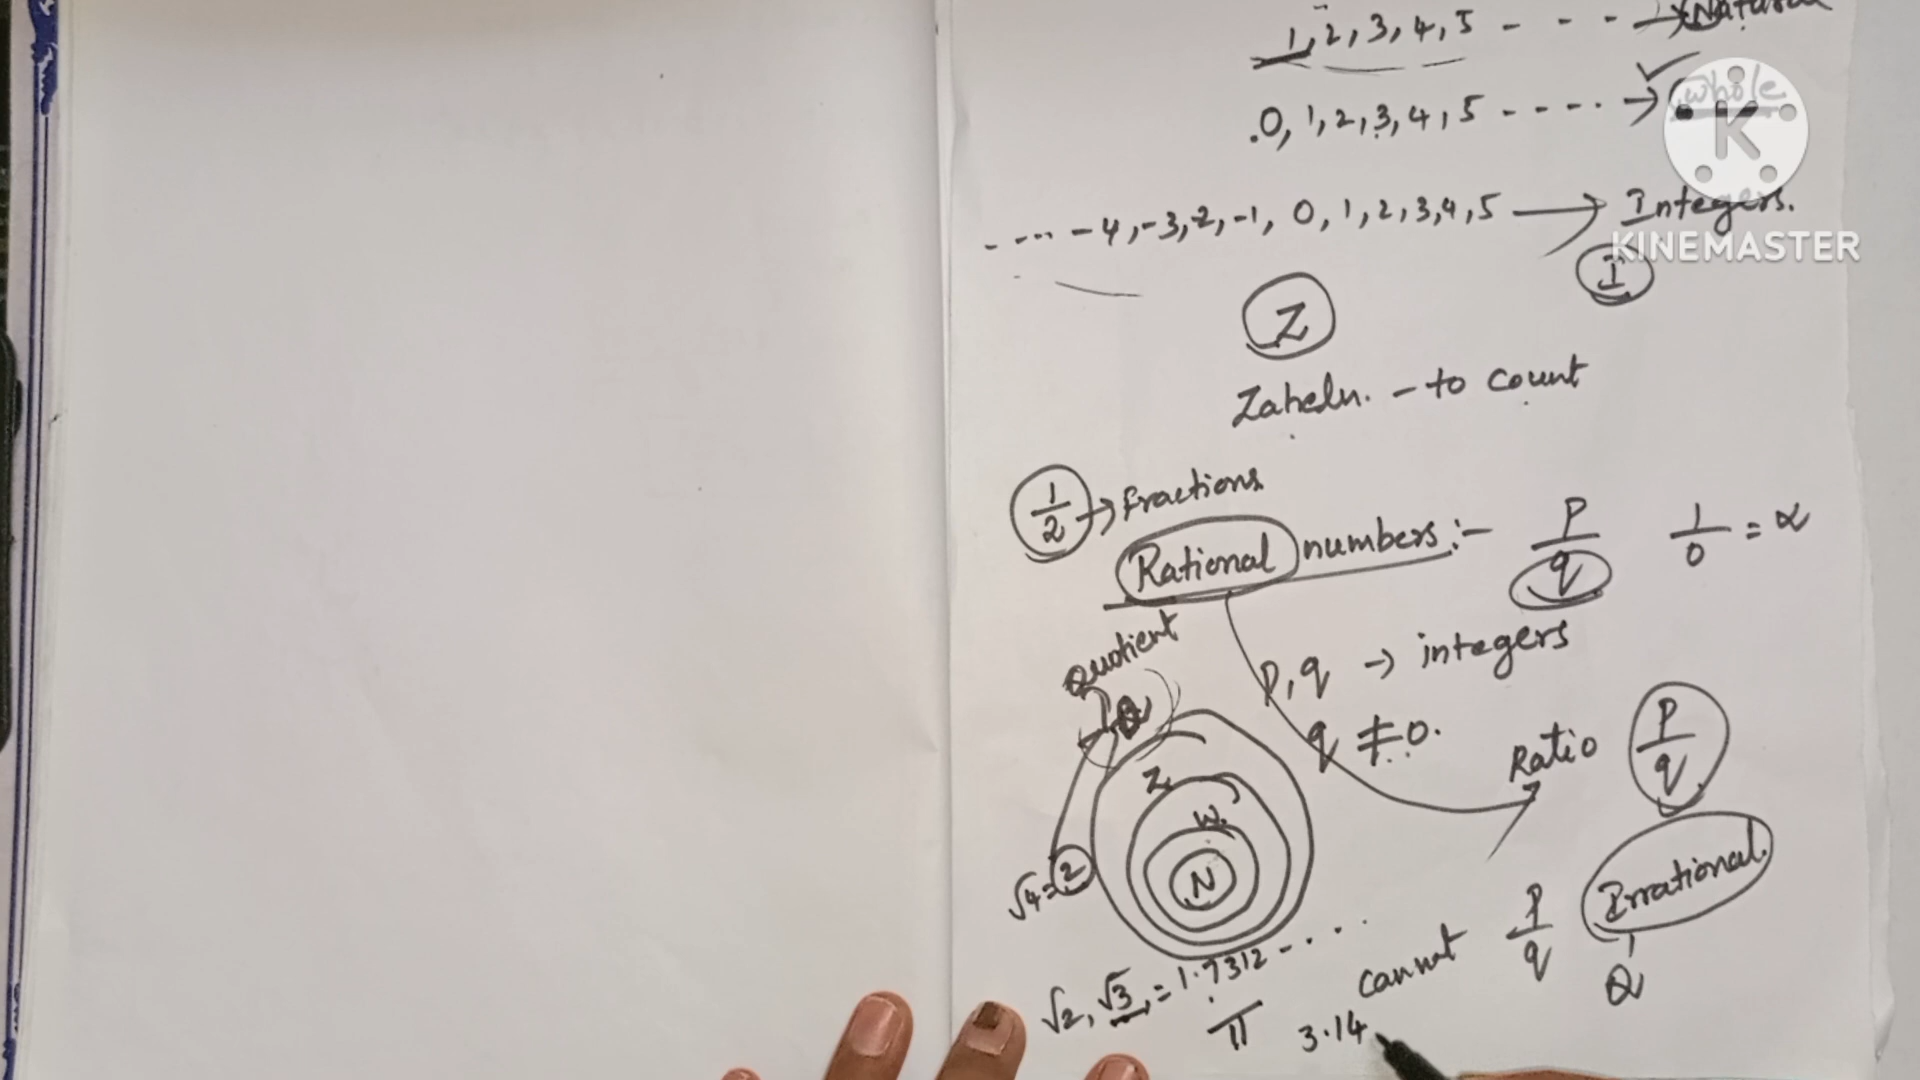 1, 2, 3, 4, 5 - - - → Natural
.0, 1, 2, 3, 4, 5 - - - - → whole
- - --- -4, -3, -2, -1, 0, 1, 2, 3, 4, 5 → Integers.
KINEMASTER
I
Z
Zaheln. - to count
1/2 → Fractions
Rational numbers :- P/q 1/0 = ∝
Quotient
P, q → integers
Q
q ≠ 0.
Ratio P/q
Z
W.
N
√4 = 2
cannot P/q Irrational.
Q
√2, √3, = 1.7312 - . . .
π 3.14